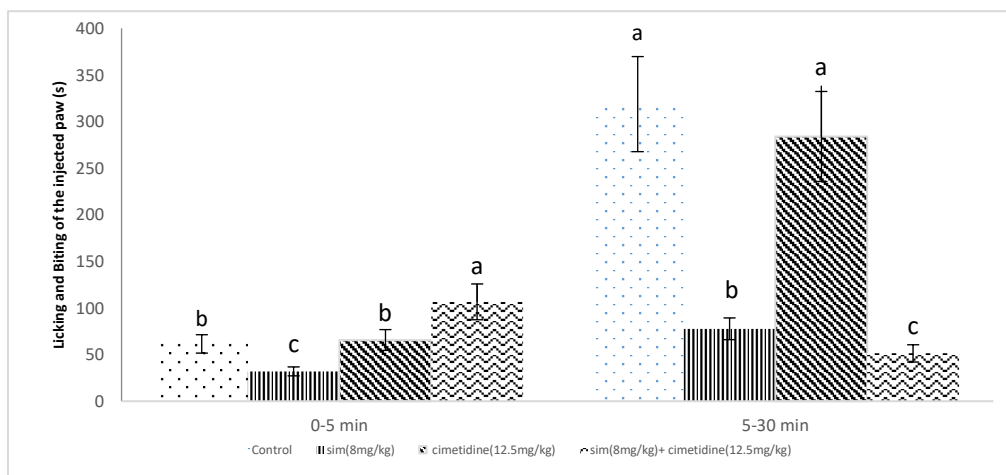 Licking and Biting of the injected paw (s)
400
350
300
250
200
150
100
50
0
b
c
b
a
a
b
a
c
0-5 min
5-30 min
Control sim(8mg/kg) cimetidine(12.5mg/kg) sim(8mg/kg)+ cimetidine(12.5mg/kg)